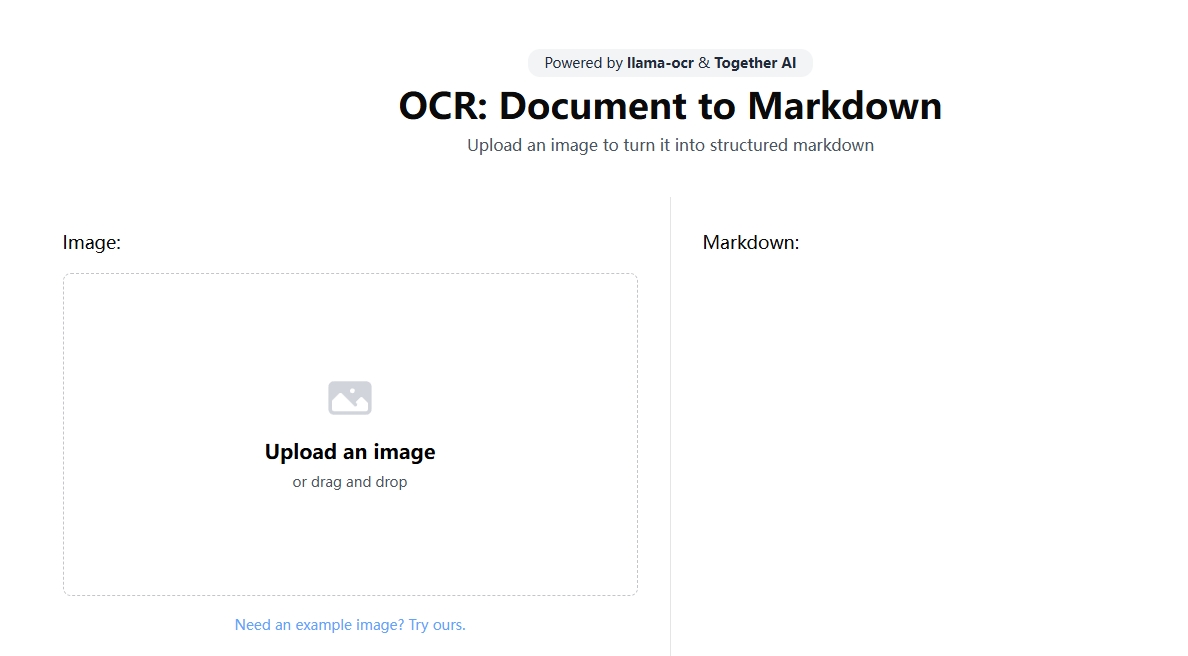 Powered by llama-ocr & Together AI
OCR: Document to Markdown
Upload an image to turn it into structured markdown
Image:
Upload an image
or drag and drop
Need an example image? Try ours.
Markdown: